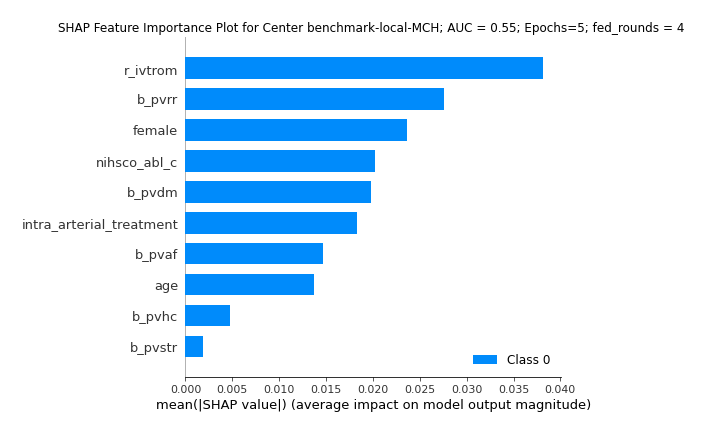 SHAP Feature Importance Plot for Center benchmark-local-MCH; AUC = 0.55; Epochs=5; fed_rounds = 4
r_ivtrom
b_pvrr
female
nihsco_abl_c
b_pvdm
intra_arterial_treatment
b_pvaf
age
b_pvhc
b_pvstr
Class 0
0.000 0.005 0.010 0.015 0.020 0.025 0.030 0.035 0.040
mean(|SHAP value|) (average impact on model output magnitude)